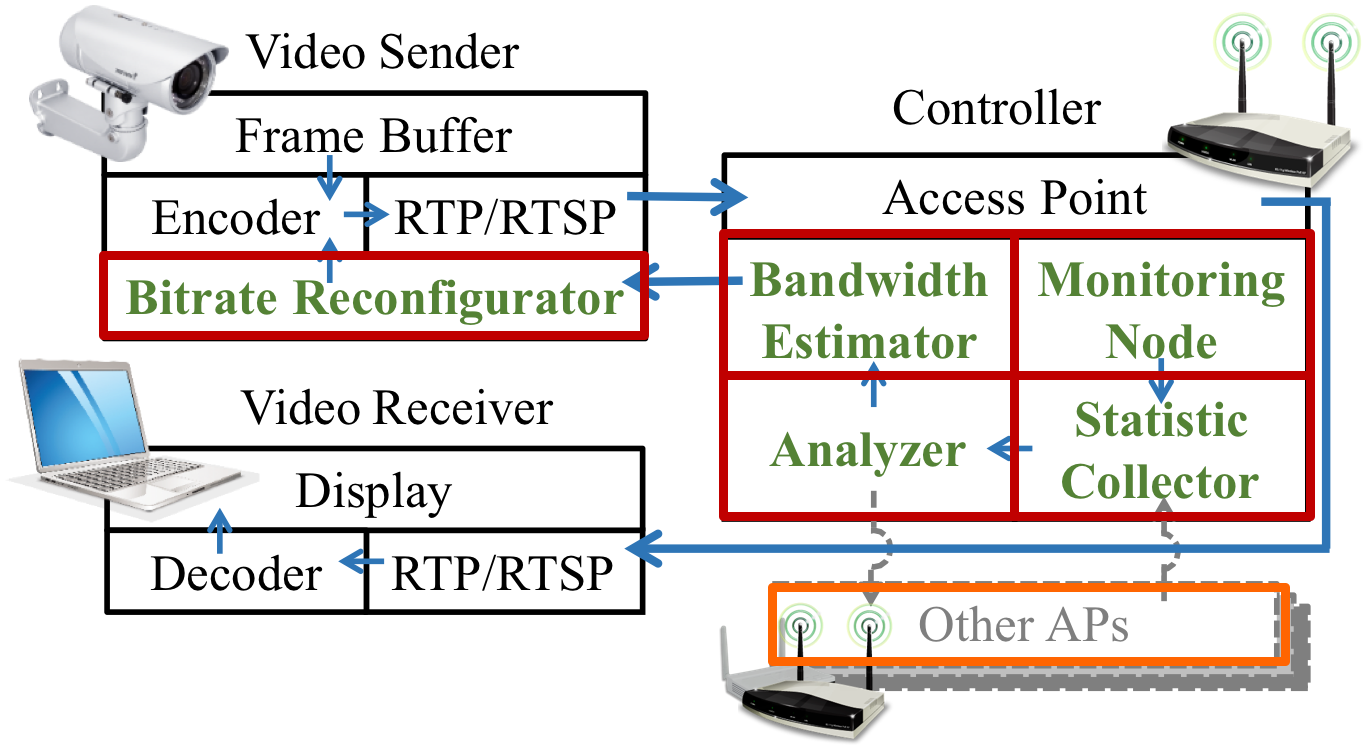 Video Sender
Frame Buffer
Encoder
RTP/RTSP
Bitrate Reconfigurator
Controller
Access Point
Bandwidth
Estimator
Monitoring
Node
Analyzer
Statistic
Collector
Video Receiver
Display
Decoder
RTP/RTSP
Other APs